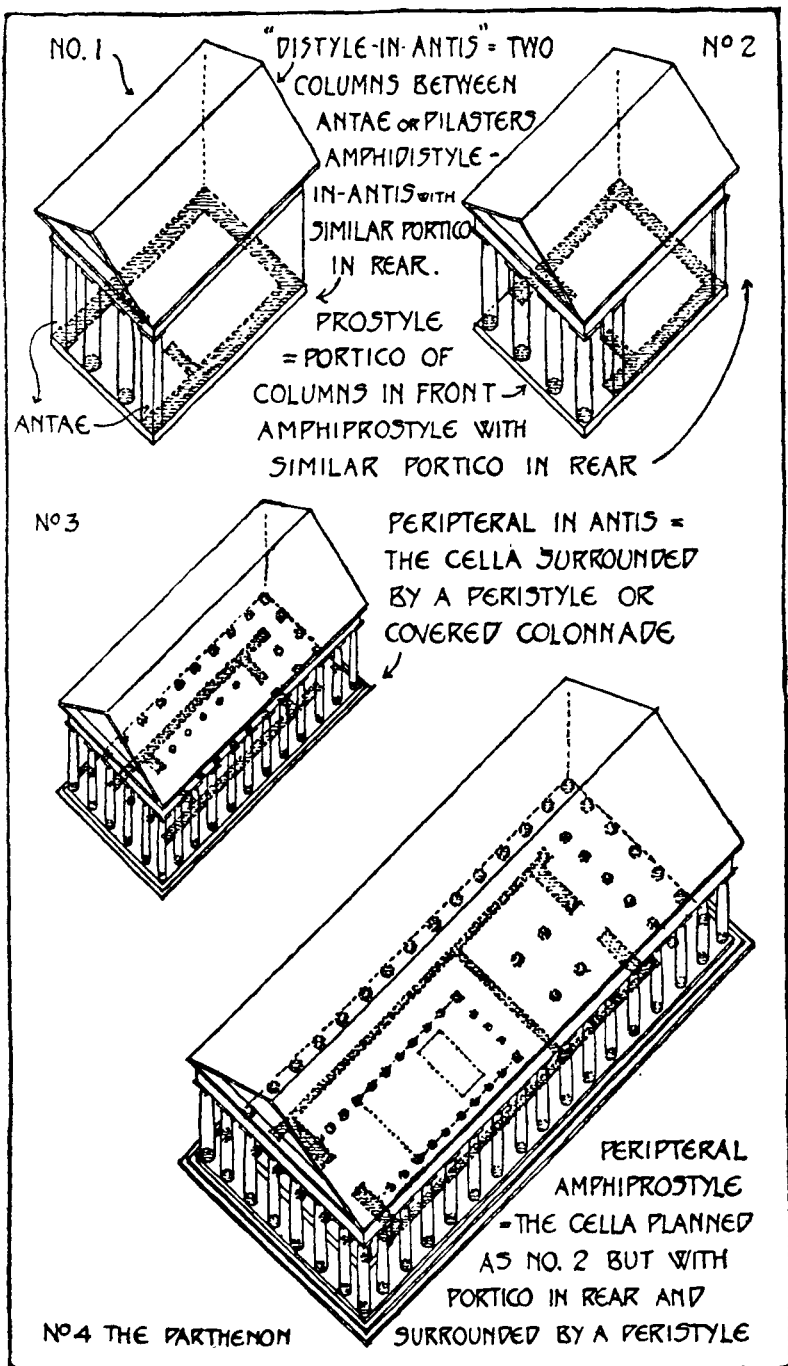 NO. 1
"DISTYLE-IN-ANTIS" = TWO
COLUMNS BETWEEN
ANTAE OR PILASTERS
AMPHIDISTYLE-
IN-ANTIS WITH
SIMILAR PORTICO
IN REAR.
No 2
PROSTYLE
= PORTICO OF
COLUMNS IN FRONT
AMPHIPROSTYLE WITH
SIMILAR PORTICO IN REAR
ANTAE
No 3
PERIPTERAL IN ANTIS =
THE CELLA SURROUNDED
BY A PERISTYLE OR
COVERED COLONNADE
PERIPTERAL
AMPHIPROSTYLE
= THE CELLA PLANNED
AS NO. 2 BUT WITH
PORTICO IN REAR AND
SURROUNDED BY A PERISTYLE
No 4 THE PARTHENON